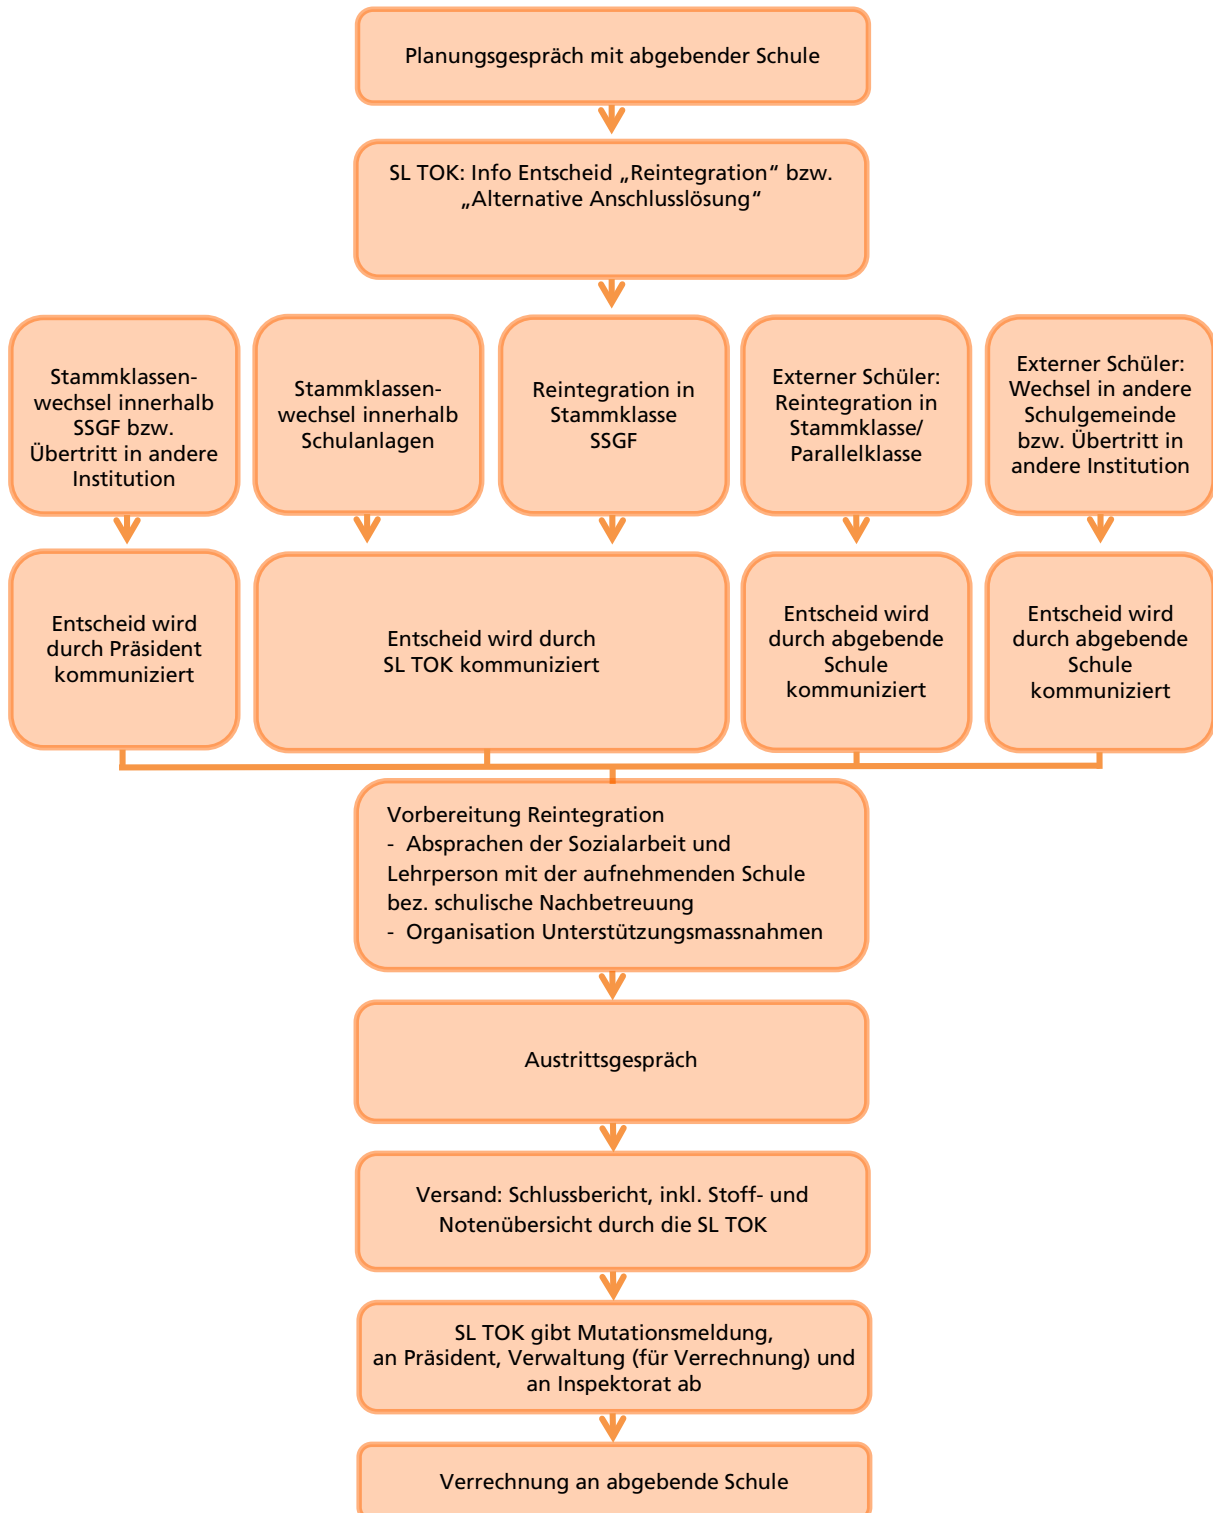 Planungsgespräch mit abgebender Schule
SL TOK: Info Entscheid „Reintegration“ bzw.
„Alternative Anschlusslösung“
Stammklassen-
wechsel innerhalb
SSGF bzw.
Übertritt in andere
Institution
Stammklassen-
wechsel innerhalb
Schulanlagen
Reintegration in
Stammklasse
SSGF
Externer Schüler:
Reintegration in
Stammklasse/
Parallelklasse
Externer Schüler:
Wechsel in andere
Schulgemeinde
bzw. Übertritt in
andere Institution
Entscheid wird
durch Präsident
kommuniziert
Entscheid wird durch
SL TOK kommuniziert
Entscheid wird
durch abgebende
Schule
kommuniziert
Entscheid wird
durch abgebende
Schule
kommuniziert
Vorbereitung Reintegration
- Absprachen der Sozialarbeit und
Lehrperson mit der aufnehmenden Schule
bez. schulische Nachbetreuung
- Organisation Unterstützungsmassnahmen
Austrittsgespräch
Versand: Schlussbericht, inkl. Stoff- und
Notenübersicht durch die SL TOK
SL TOK gibt Mutationsmeldung,
an Präsident, Verwaltung (für Verrechnung) und
an Inspektorat ab
Verrechnung an abgebende Schule